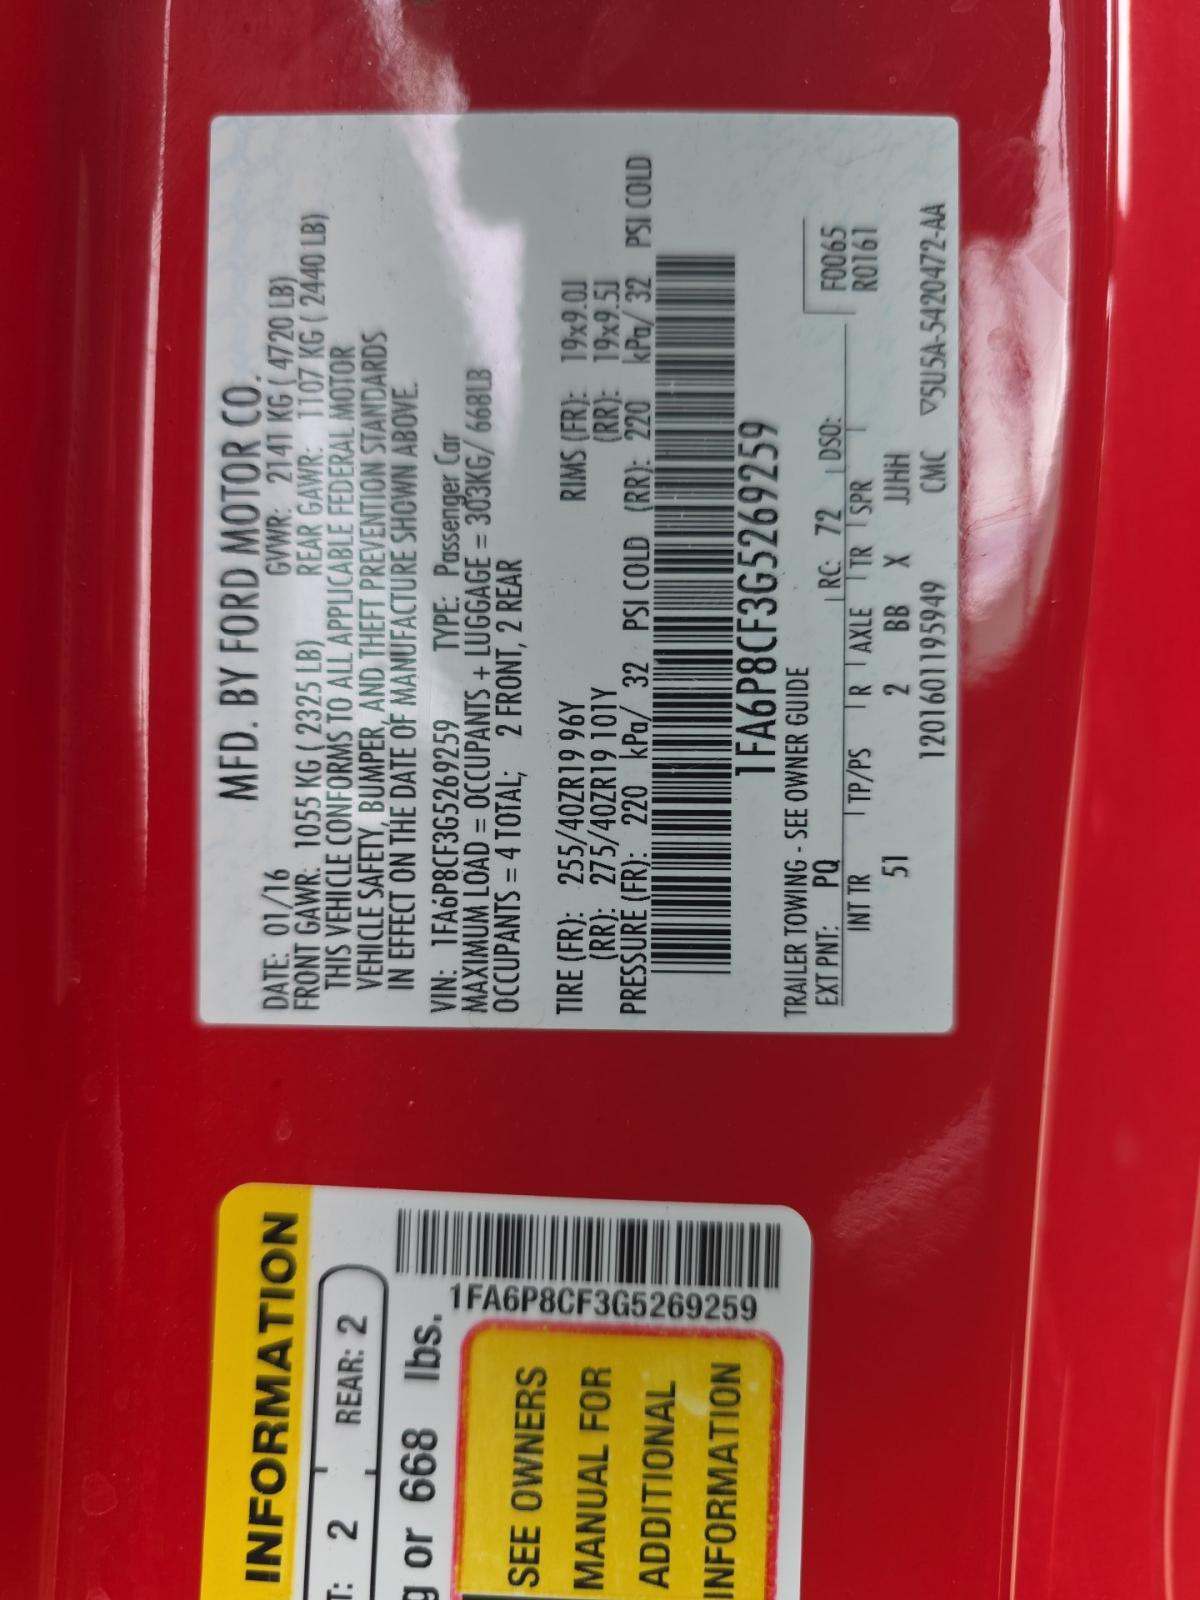 MFD. BY FORD MOTOR CO.
DATE: 01/16 GVWR: 2141 KG ( 4720 LB)
FRONT GAWR: 1055 KG ( 2325 LB) REAR GAWR: 1107 KG ( 2440 LB)
THIS VEHICLE CONFORMS TO ALL APPLICABLE FEDERAL MOTOR
VEHICLE SAFETY, BUMPER, AND THEFT PREVENTION STANDARDS
IN EFFECT ON THE DATE OF MANUFACTURE SHOWN ABOVE.
VIN: 1FA6P8CF3G5269259 TYPE: Passenger Car
MAXIMUM LOAD = OCCUPANTS + LUGGAGE = 303KG/ 668LB
OCCUPANTS = 4 TOTAL; 2 FRONT, 2 REAR
TIRE (FR): 255/40ZR19 96Y RIMS (FR): 19x9.0J
(RR): 275/40ZR19 101Y (RR): 19x9.5J
PRESSURE (FR): 220 kPa/ 32 PSI COLD (RR): 220 kPa/ 32 PSI COLD
1FA6P8CF3G5269259
TRAILER TOWING - SEE OWNER GUIDE
EXT PNT: PQ RC: 72 DSO: F0065
INT TR TP/PS R AXLE TR SPR R0161
51 2 BB X JJHH
1201601195949 CMC ▽5U5A-5420472-AA
INFORMATION
T: 2 REAR: 2
g or 668 lbs.
1FA6P8CF3G5269259
SEE OWNERS
MANUAL FOR
ADDITIONAL
INFORMATION